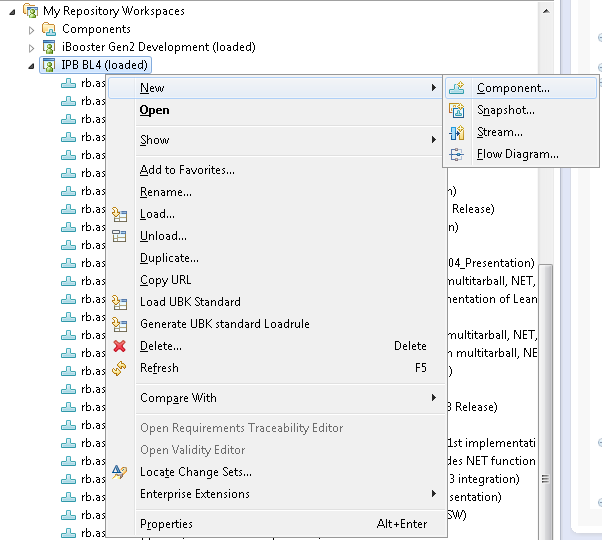 My Repository Workspaces
Components
iBooster Gen2 Development (loaded)
IPB BL4 (loaded)
rb.as
New
Component...
rb.as
Snapshot...
Open
rb.as
Stream...
rb.as
Show
Flow Diagram...
rb.as
Add to Favorites...
rb.as
Rename...
n)
rb.as
Load...
Release)
rb.as
Unload...
n)
rb.as
Duplicate...
rb.as
04_Presentation)
rb.as
Copy URL
multitarball, NET,
rb.as
Load UBK Standard
mentation of Lean
rb.as
Generate UBK standard Loadrule
rb.as
multitarball, NET,
Delete...
Delete
rb.as
n multitarball, NE
Refresh
F5
rb.as
)
rb.as
Compare With
rb.as
8 Release)
rb.as
Open Requirements Traceability Editor
rb.as
1st implementati
Open Validity Editor
rb.as
des NET function
Locate Change Sets...
rb.as
3 integration)
Enterprise Extensions
rb.as
sentation)
rb.as
SW)
Properties
Alt+Enter
rb.as